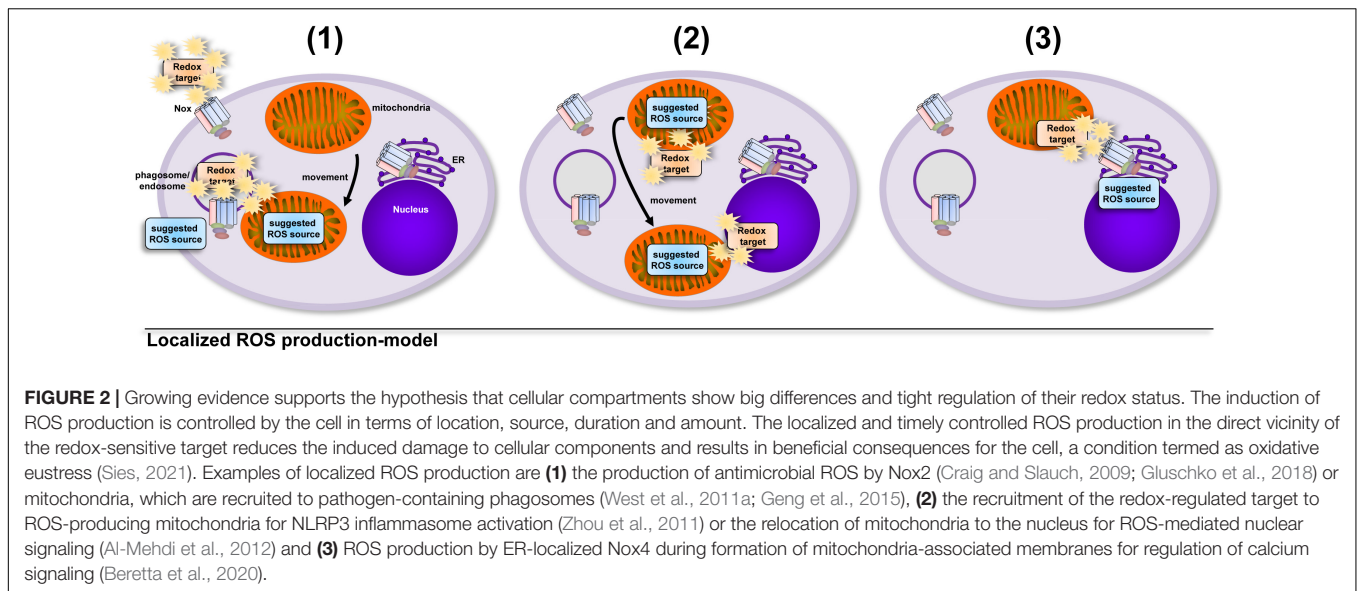 (1)
(2)
(3)
Redox
target
Nox
mitochondria
phagosome/
endosome
Redox
target
movement
ER
Nucleus
suggested
ROS source
suggested
ROS source
suggested
ROS source
Redox
target
movement
Redox
target
suggested
ROS source
Redox
target
suggested
ROS source
Localized ROS production-model
FIGURE 2 | Growing evidence supports the hypothesis that cellular compartments show big differences and tight regulation of their redox status. The induction of
ROS production is controlled by the cell in terms of location, source, duration and amount. The localized and timely controlled ROS production in the direct vicinity of
the redox-sensitive target reduces the induced damage to cellular components and results in beneficial consequences for the cell, a condition termed as oxidative
eustress (Sies, 2021). Examples of localized ROS production are (1) the production of antimicrobial ROS by Nox2 (Craig and Slauch, 2009; Gluschko et al., 2018) or
mitochondria, which are recruited to pathogen-containing phagosomes (West et al., 2011a; Geng et al., 2015), (2) the recruitment of the redox-regulated target to
ROS-producing mitochondria for NLRP3 inflammasome activation (Zhou et al., 2011) or the relocation of mitochondria to the nucleus for ROS-mediated nuclear
signaling (Al-Mehdi et al., 2012) and (3) ROS production by ER-localized Nox4 during formation of mitochondria-associated membranes for regulation of calcium
signaling (Beretta et al., 2020).